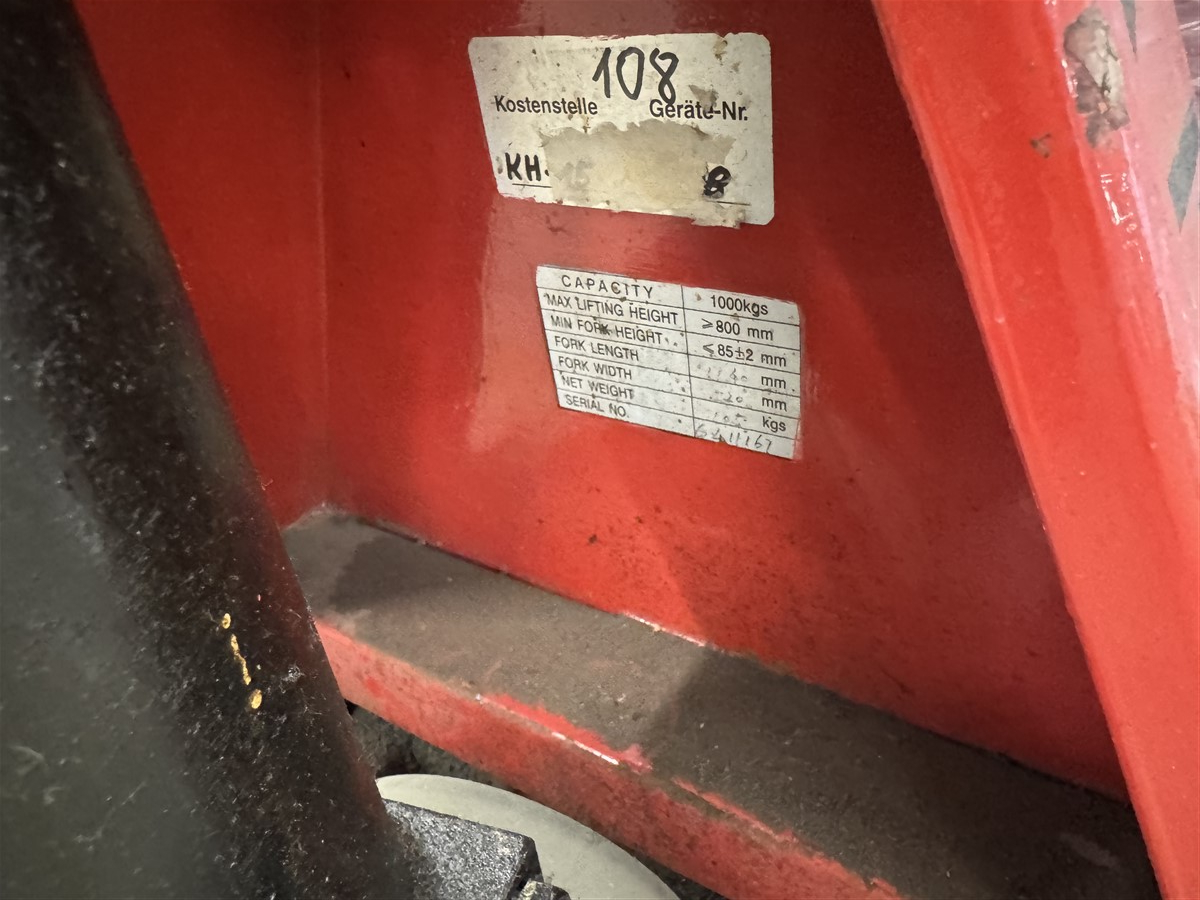 108
Kostenstelle Geräte-Nr.
KH. 8
CAPACITY 1000kgs
MAX LIFTING HEIGHT ≥800 mm
MIN FORK HEIGHT ≤85±2 mm
FORK LENGTH mm
FORK WIDTH mm
NET WEIGHT kgs
SERIAL NO.